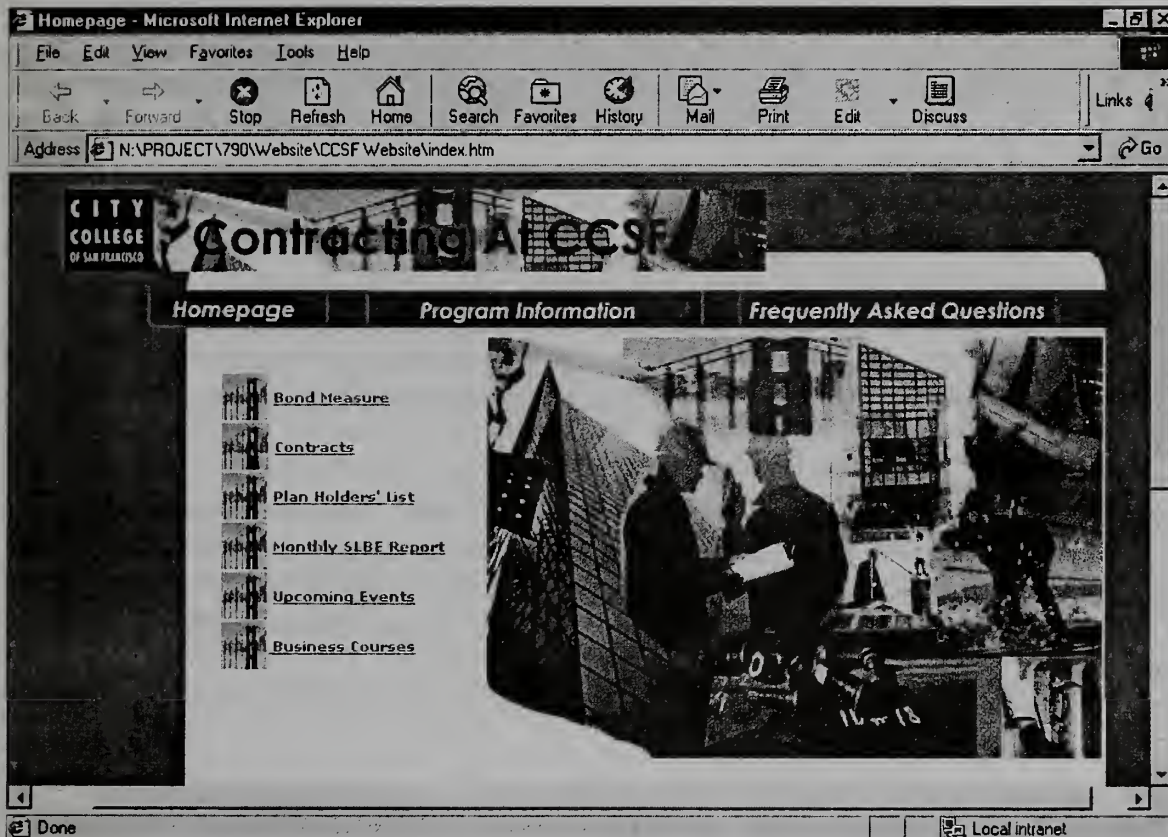 Homepage - Microsoft Internet Explorer
File Edit View Favorites Tools Help
Back Forward Stop Refresh Home Search Favorites History Mail Print Edit Discuss Links
Address N:\PROJECT\790\Website\CCSF Website\index.htm Go
CITY
COLLEGE
OF SAN FRANCISCO
Contracting At CCSF
Homepage Program Information Frequently Asked Questions
Bond Measure
Contracts
Plan Holders' List
Monthly SLBE Report
Upcoming Events
Business Courses
Done Local intranet